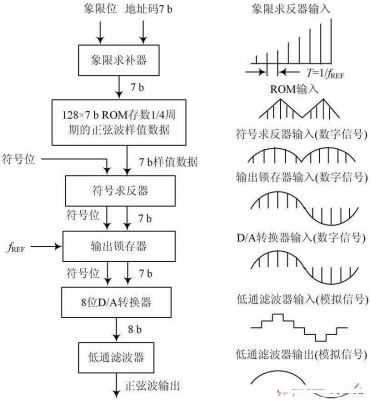 象限位 地址码7 b
象限求补器
7 b
128×7 b ROM存数1/4周
期的正弦波样值数据
符号位
7 b样值数据
符号求反器
符号位
7 b
fREF
输出锁存器
符号位
7 b
8位D/A转换器
8 b
低通滤波器
正弦波输出
象限求反器输入
T=1/fREF
ROM输入
符号求反器输入(数字信号)
输出锁存器输入(数字信号)
D/A转换器输入(数字信号)
低通滤波器输入(模拟信号)
低通滤波器输出(模拟信号)